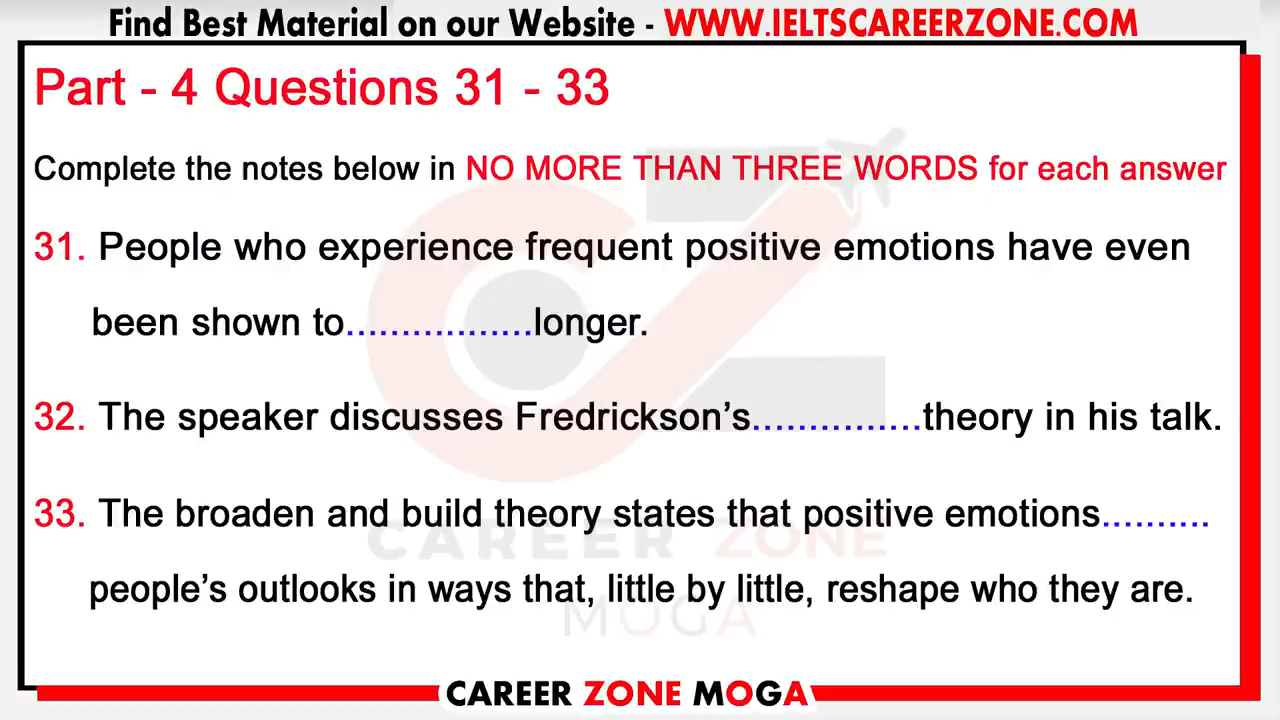 Find Best Material on our Website - WWW.IELTSCAREERZONE.COM
Part - 4 Questions 31 - 33
Complete the notes below in NO MORE THAN THREE WORDS for each answer
31. People who experience frequent positive emotions have even
been shown to.................longer.
32. The speaker discusses Fredrickson’s...............theory in his talk.
33. The broaden and build theory states that positive emotions..........
CAREER ZONE
people’s outlooks in ways that, little by little, reshape who they are.
MOGA
CAREER ZONE MOGA